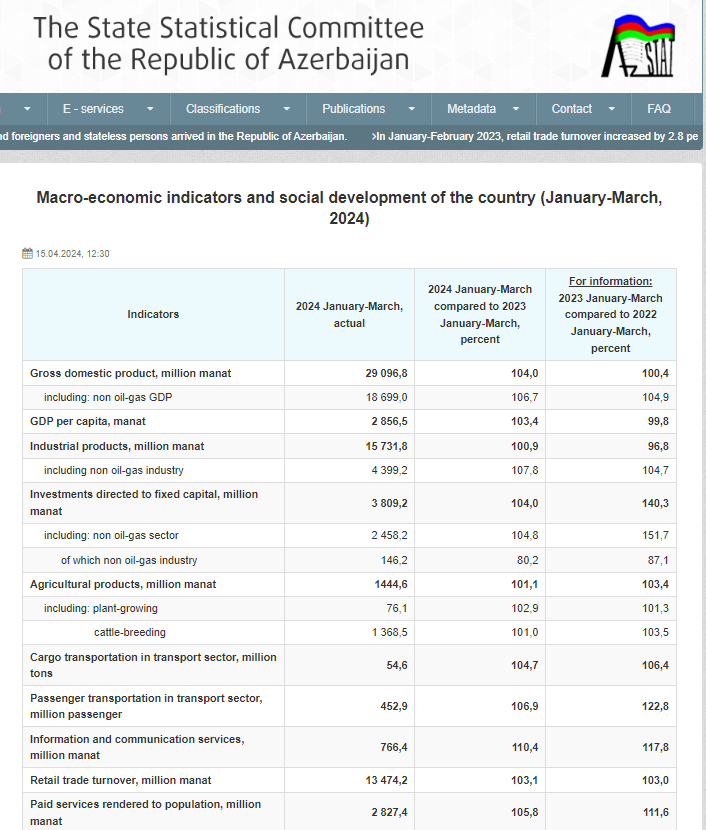 The State Statistical Committee
of the Republic of Azerbaijan
AZ STAT
E - services
Classifications
Publications
Metadata
Contact
FAQ
nd foreigners and stateless persons arrived in the Republic of Azerbaijan. >In January-February 2023, retail trade turnover increased by 2.8 pe
Macro-economic indicators and social development of the country (January-March,
2024)
15.04.2024, 12:30
Indicators
2024 January-March,
actual
2024 January-March
compared to 2023
January-March,
percent
For information:
2023 January-March
compared to 2022
January-March,
percent
Gross domestic product, million manat 29 096,8 104,0 100,4
including: non oil-gas GDP 18 699,0 106,7 104,9
GDP per capita, manat 2 856,5 103,4 99,8
Industrial products, million manat 15 731,8 100,9 96,8
including non oil-gas industry 4 399,2 107,8 104,7
Investments directed to fixed capital, million
manat 3 809,2 104,0 140,3
including: non oil-gas sector 2 458,2 104,8 151,7
of which non oil-gas industry 146,2 80,2 87,1
Agricultural products, million manat 1444,6 101,1 103,4
including: plant-growing 76,1 102,9 101,3
cattle-breeding 1 368,5 101,0 103,5
Cargo transportation in transport sector, million
tons 54,6 104,7 106,4
Passenger transportation in transport sector,
million passenger 452,9 106,9 122,8
Information and communication services,
million manat 766,4 110,4 117,8
Retail trade turnover, million manat 13 474,2 103,1 103,0
Paid services rendered to population, million
manat 2 827,4 105,8 111,6